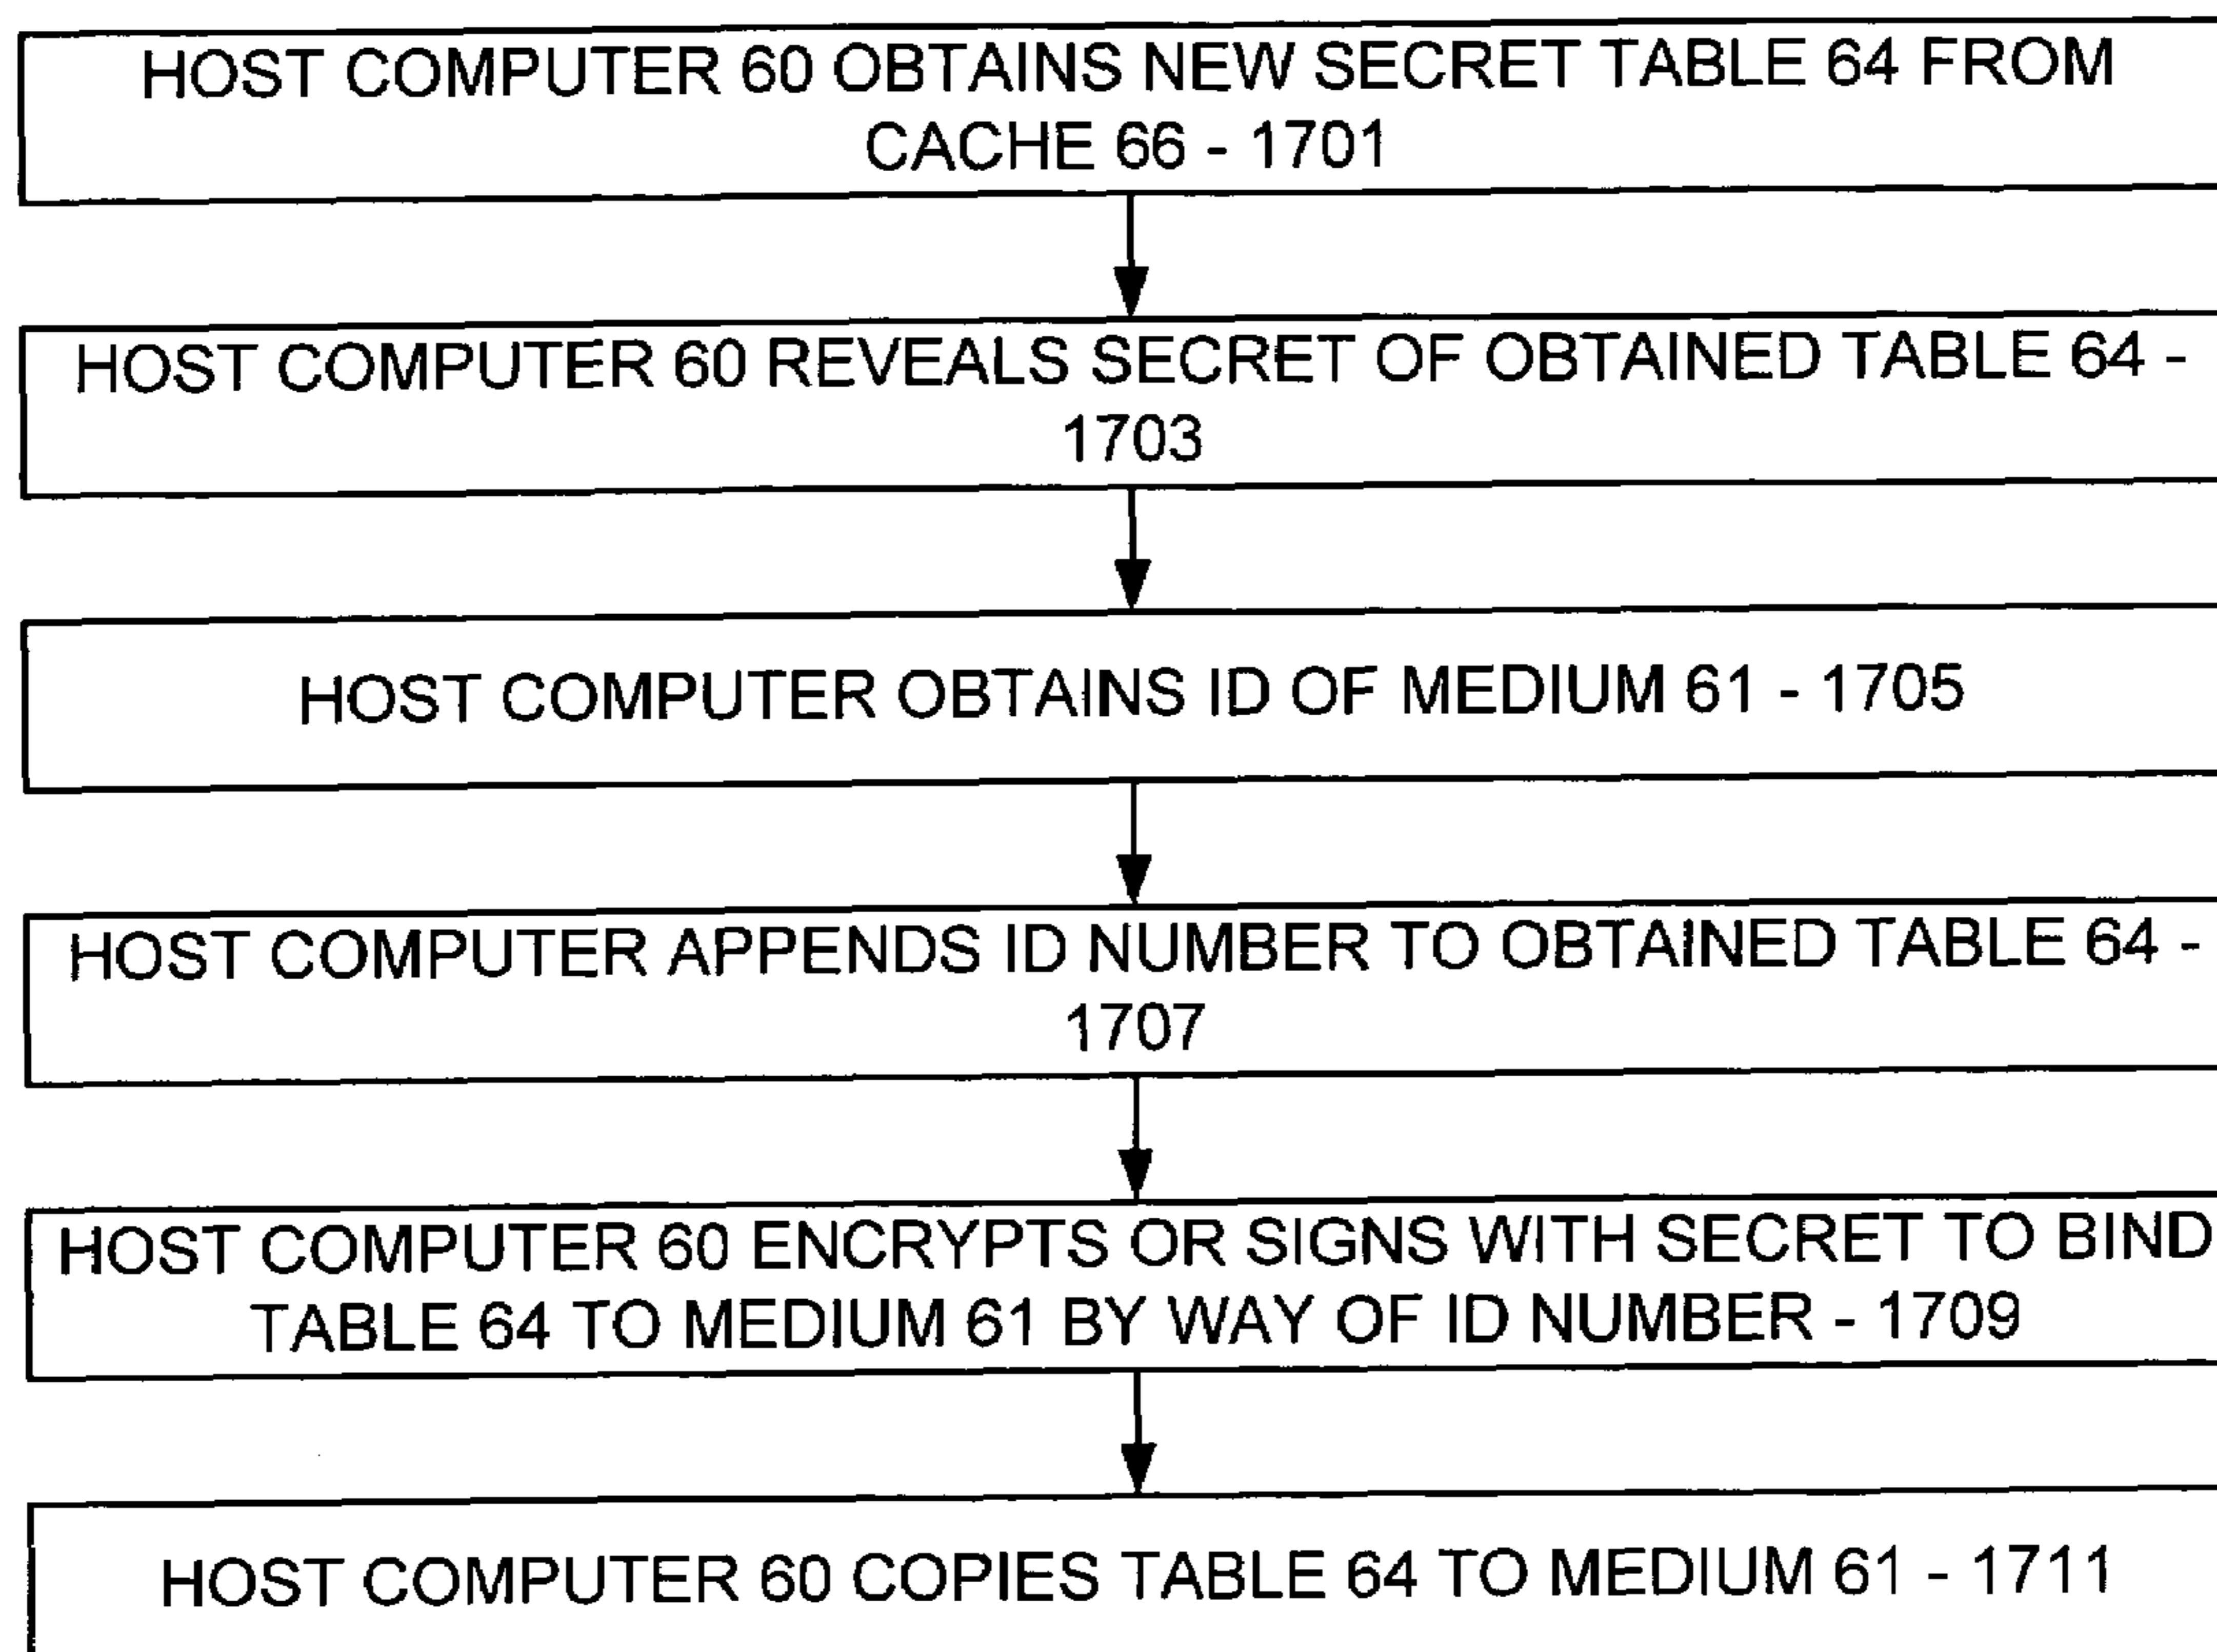 HOST COMPUTER 60 OBTAINS NEW SECRET TABLE 64 FROM
CACHE 66 - 1701
HOST COMPUTER 60 REVEALS SECRET OF OBTAINED TABLE 64 -
1703
HOST COMPUTER OBTAINS ID OF MEDIUM 61 - 1705
HOST COMPUTER APPENDS ID NUMBER TO OBTAINED TABLE 64 -
1707
HOST COMPUTER 60 ENCRYPTS OR SIGNS WITH SECRET TO BIND
TABLE 64 TO MEDIUM 61 BY WAY OF ID NUMBER - 1709
HOST COMPUTER 60 COPIES TABLE 64 TO MEDIUM 61 - 1711